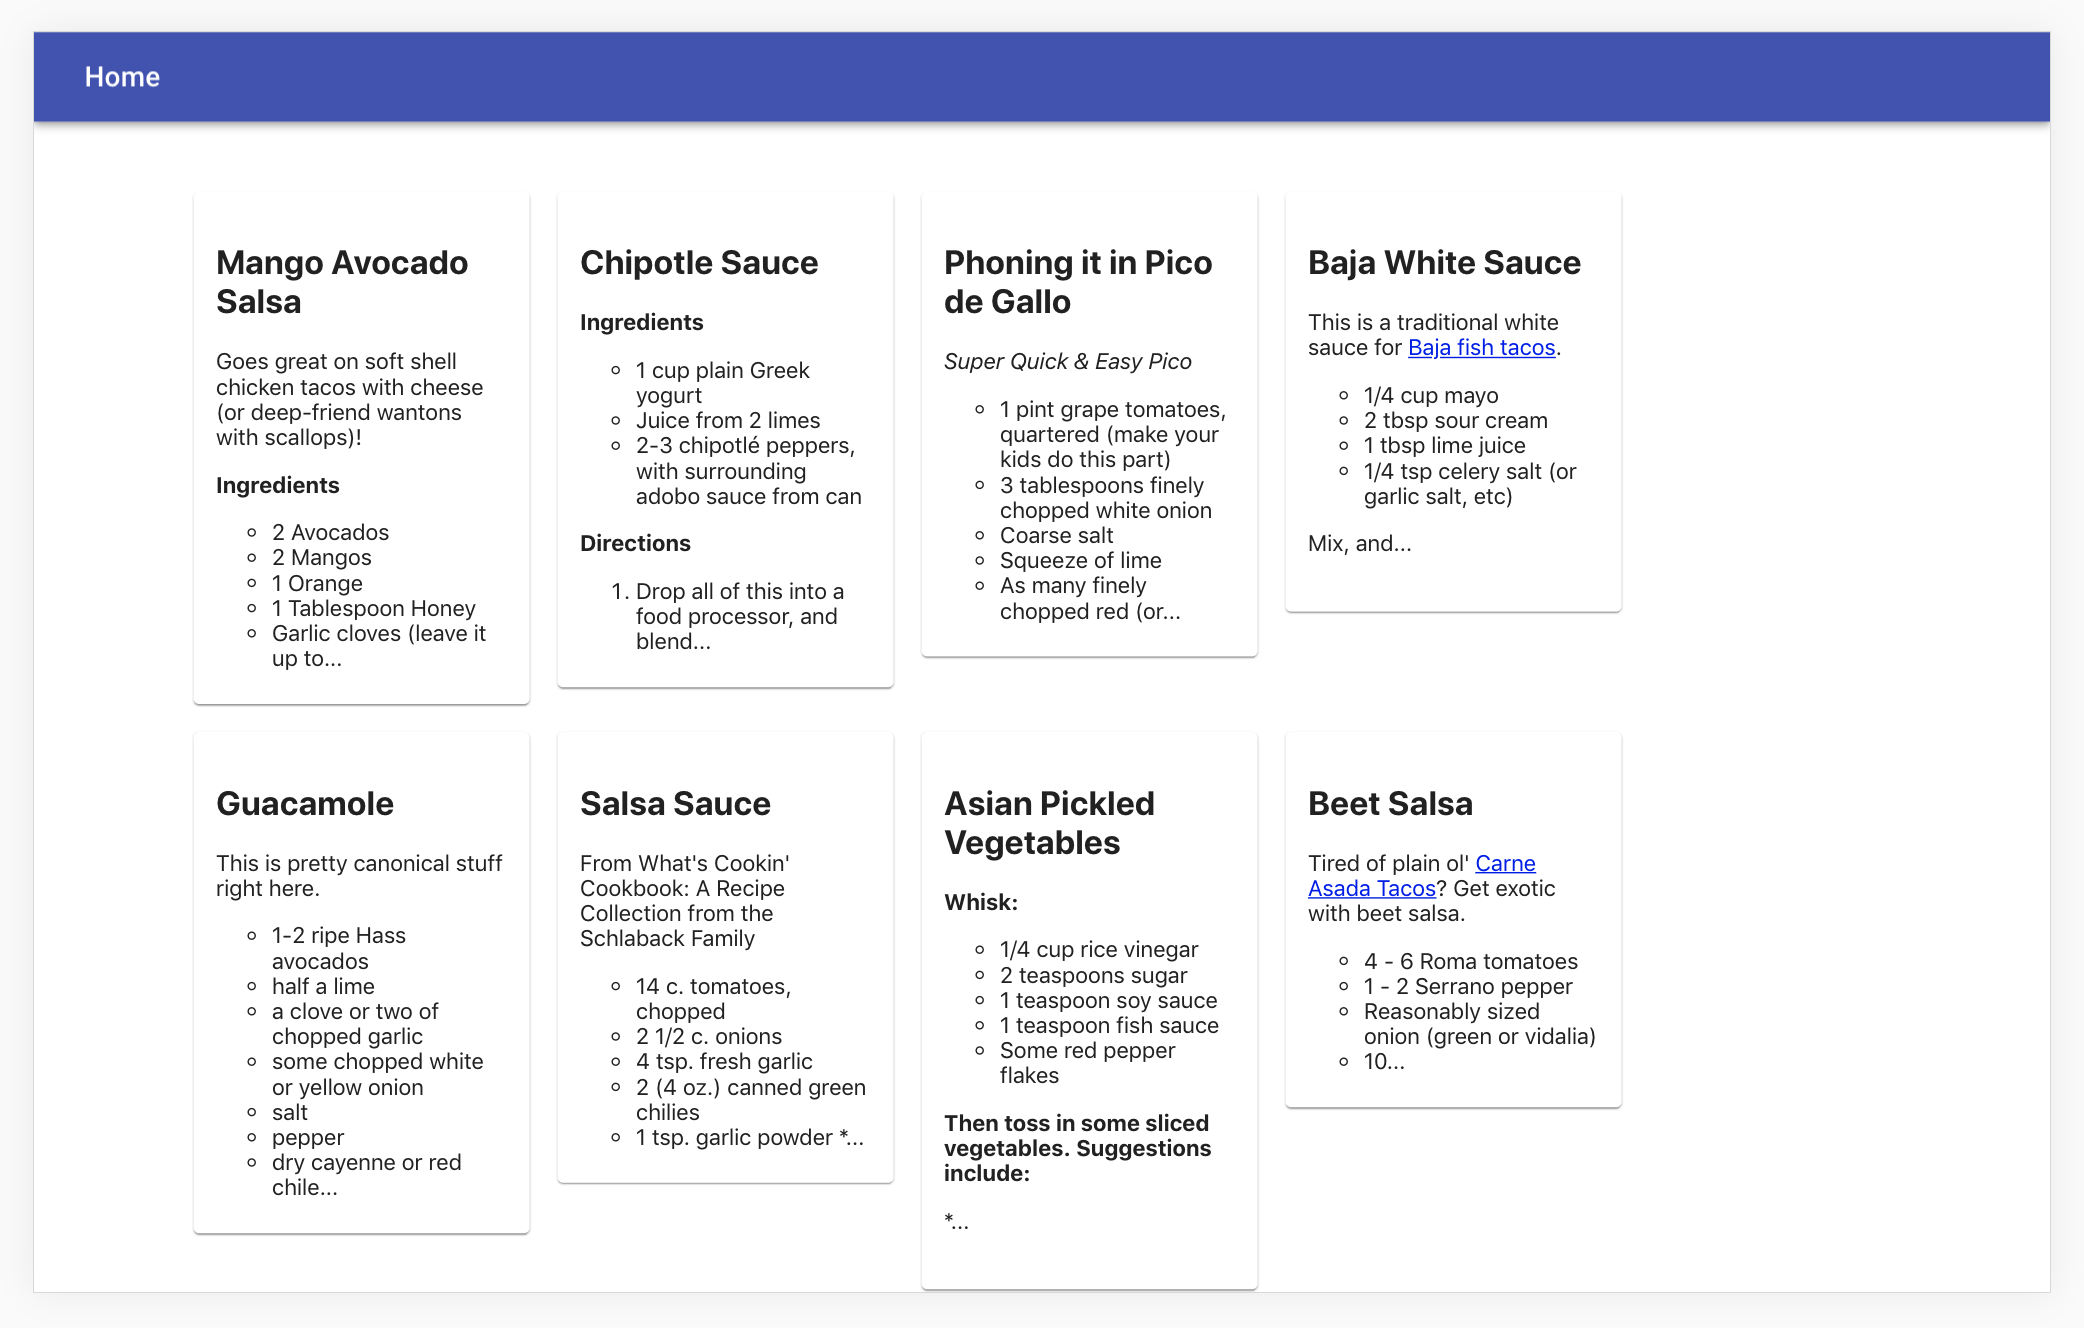 Home
Mango Avocado
Salsa
Goes great on soft shell
chicken tacos with cheese
(or deep-friend wantons
with scallops)!
Ingredients
2 Avocados
2 Mangos
1 Orange
1 Tablespoon Honey
Garlic cloves (leave it
up to...
Chipotle Sauce
Ingredients
1 cup plain Greek
yogurt
Juice from 2 limes
2-3 chipotlé peppers,
with surrounding
adobo sauce from can
Directions
1. Drop all of this into a
food processor, and
blend...
Phoning it in Pico
de Gallo
Super Quick & Easy Pico
1 pint grape tomatoes,
quartered (make your
kids do this part)
3 tablespoons finely
chopped white onion
Coarse salt
Squeeze of lime
As many finely
chopped red (or...
Baja White Sauce
This is a traditional white
sauce for Baja fish tacos.
1/4 cup mayo
2 tbsp sour cream
1 tbsp lime juice
1/4 tsp celery salt (or
garlic salt, etc)
Mix, and...
Guacamole
This is pretty canonical stuff
right here.
1-2 ripe Hass
avocados
half a lime
a clove or two of
chopped garlic
some chopped white
or yellow onion
salt
pepper
dry cayenne or red
chile...
Salsa Sauce
From What's Cookin'
Cookbook: A Recipe
Collection from the
Schlaback Family
14 c. tomatoes,
chopped
2 1/2 c. onions
4 tsp. fresh garlic
2 (4 oz.) canned green
chilies
1 tsp. garlic powder *...
Asian Pickled
Vegetables
Whisk:
1/4 cup rice vinegar
2 teaspoons sugar
1 teaspoon soy sauce
1 teaspoon fish sauce
Some red pepper
flakes
Then toss in some sliced
vegetables. Suggestions
include:
*...
Beet Salsa
Tired of plain ol' Carne
Asada Tacos? Get exotic
with beet salsa.
4 - 6 Roma tomatoes
1 - 2 Serrano pepper
Reasonably sized
onion (green or vidalia)
10...